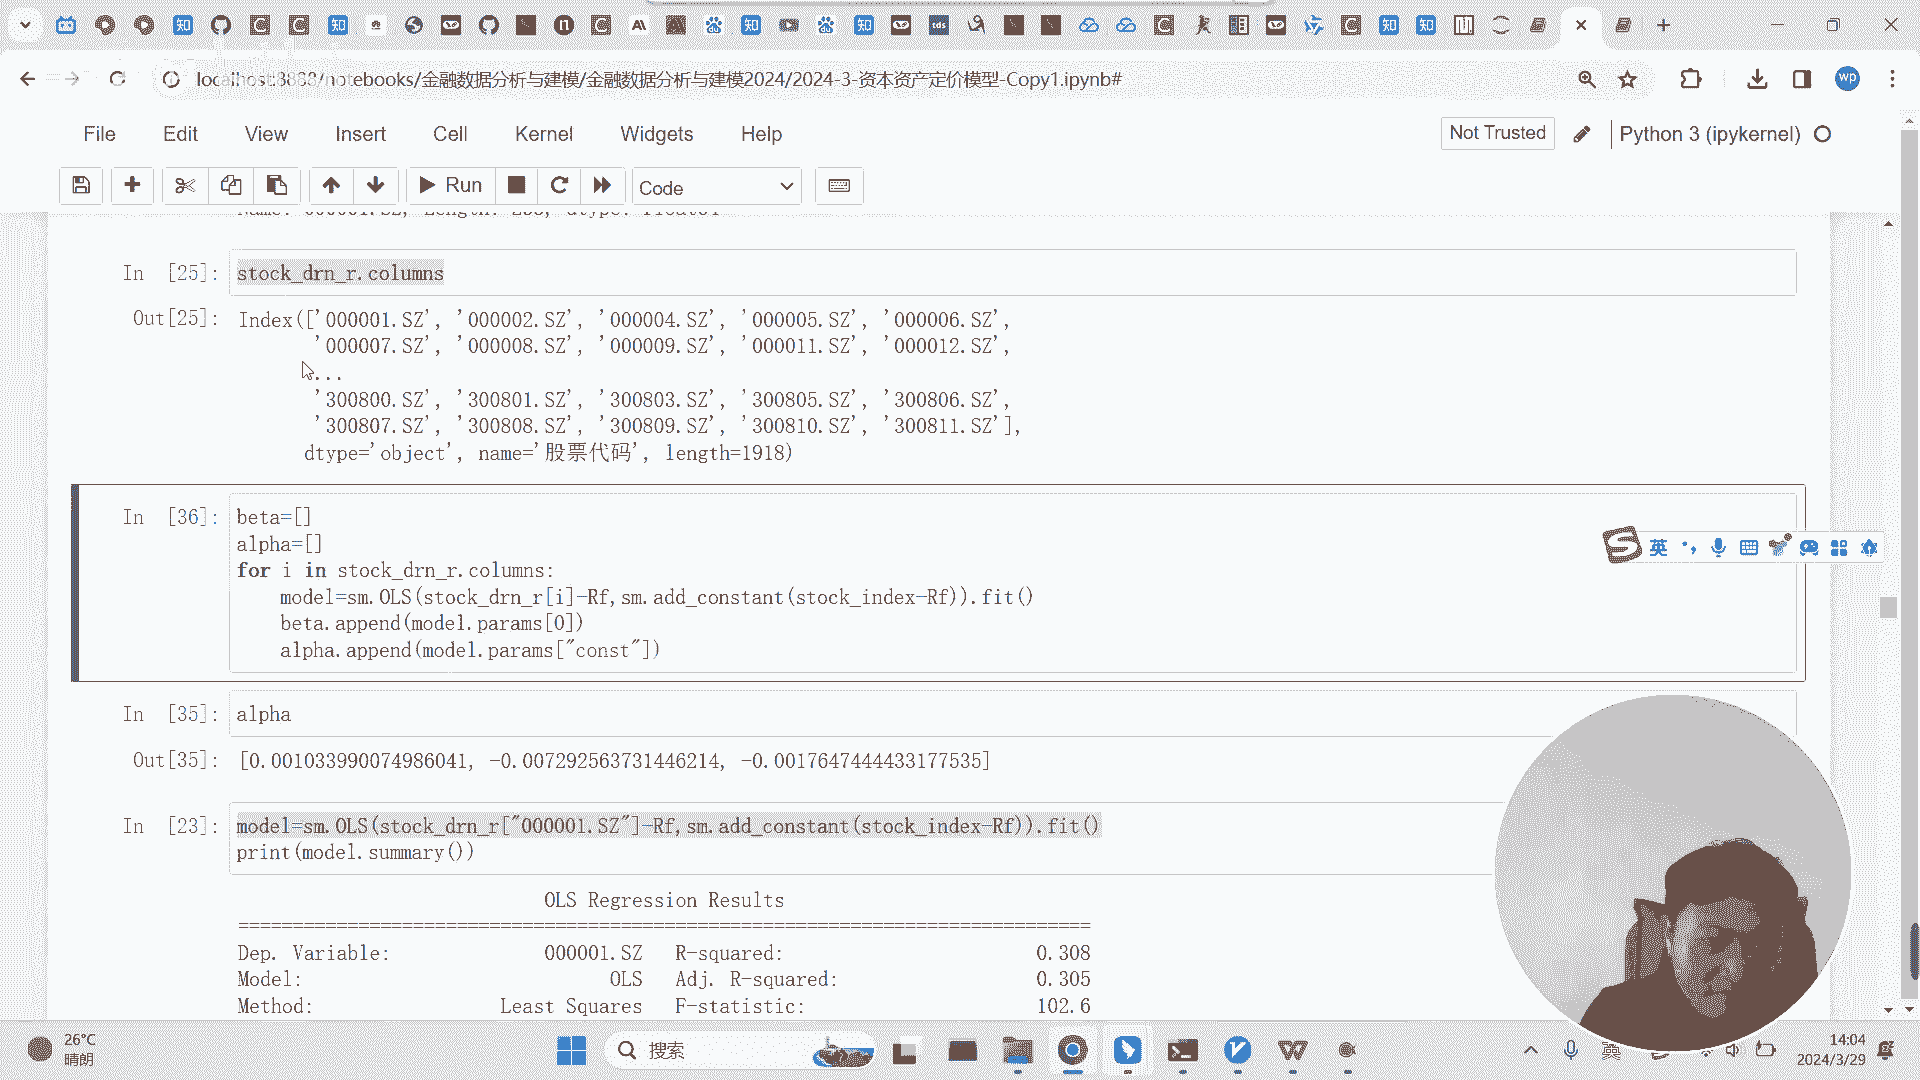 localhost:8888/notebooks/金融数据分析与建模/金融数据分析与建模2024/2024-3-资本资产定价模型-Copy1.ipynb#
wp
File Edit View Insert Cell Kernel Widgets Help
Not Trusted
Python 3 (ipykernel)
Run
Code
In [25]: stock_drn_r.columns
Out[25]: Index(['000001.SZ', '000002.SZ', '000004.SZ', '000005.SZ', '000006.SZ',
'000007.SZ', '000008.SZ', '000009.SZ', '000011.SZ', '000012.SZ',
...
'300800.SZ', '300801.SZ', '300803.SZ', '300805.SZ', '300806.SZ',
'300807.SZ', '300808.SZ', '300809.SZ', '300810.SZ', '300811.SZ'],
dtype='object', name='股票代码', length=1918)
In [36]: beta=[]
alpha=[]
for i in stock_drn_r.columns:
model=sm.OLS(stock_drn_r[i]-Rf,sm.add_constant(stock_index-Rf)).fit()
beta.append(model.params[0])
alpha.append(model.params["const"])
英
In [35]: alpha
Out[35]: [0.001033990074986041, -0.007292563731446214, -0.0017647444433177535]
In [23]: model=sm.OLS(stock_drn_r["000001.SZ"]-Rf,sm.add_constant(stock_index-Rf)).fit()
print(model.summary())
OLS Regression Results
==============================================================================
Dep. Variable: 000001.SZ R-squared: 0.308
Model: OLS Adj. R-squared: 0.305
Method: Least Squares F-statistic: 102.6
26°C
晴朗
搜索
英
14:04
2024/3/29